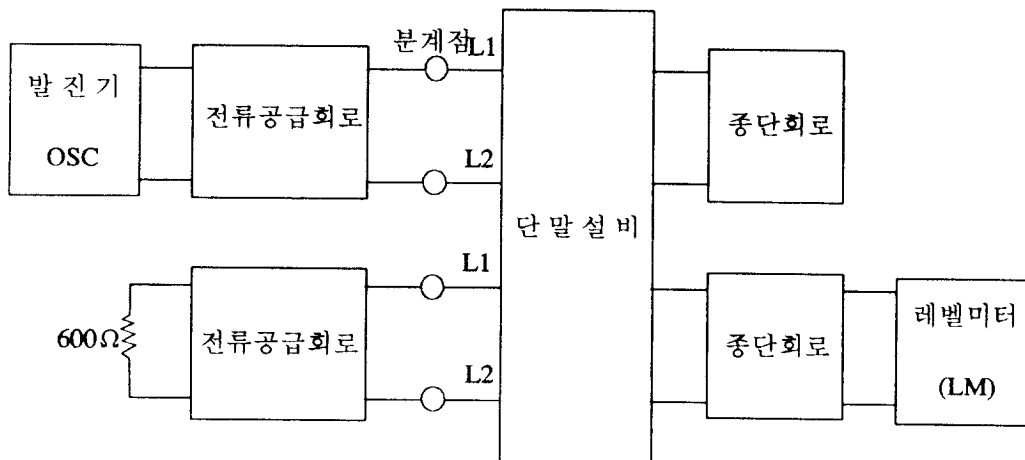 발 진 기
OSC
전류공급회로
분계점
L1
L2
단 말 설 비
종단회로
600Ω
전류공급회로
L1
L2
종단회로
레벨미터
(LM)